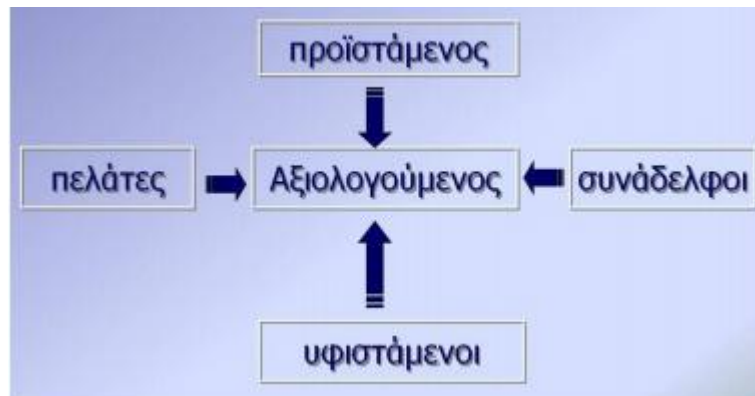 προϊστάμενος
πελάτες
Αξιολογούμενος
συνάδελφοι
υφιστάμενοι